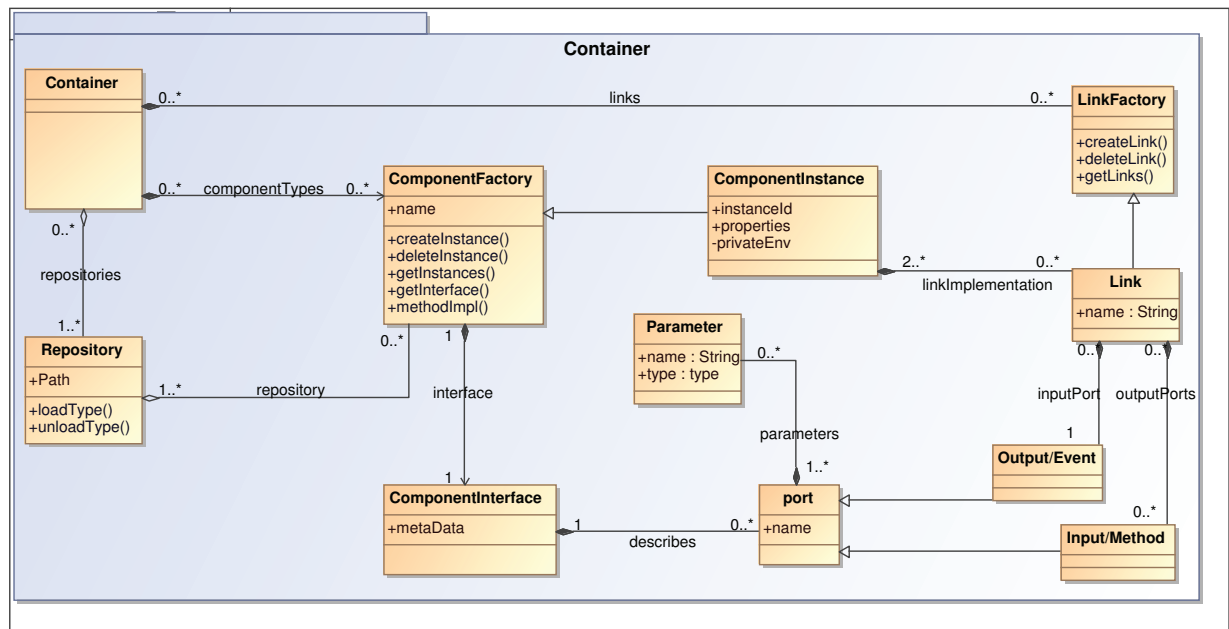 Container
Container
0..*
links
0..*
LinkFactory
+createLink()
+deleteLink()
+getLinks()
0..*
componentTypes
0..*
ComponentFactory
+name
+createInstance()
+deleteInstance()
+getInstances()
+getInterface()
+methodImpl()
ComponentInstance
+instanceId
+properties
-privateEnv
0..*
repositories
1..*
2..*
0..*
linkImplementation
Link
+name : String
Repository
+Path
+loadType()
+unloadType()
1..*
repository
0..*
1
interface
1
Parameter
+name : String
+type : type
0..*
parameters
1..*
0..*
0..*
inputPort
outputPorts
1
0..*
Output/Event
ComponentInterface
+metaData
1
describes
0..*
port
+name
Input/Method